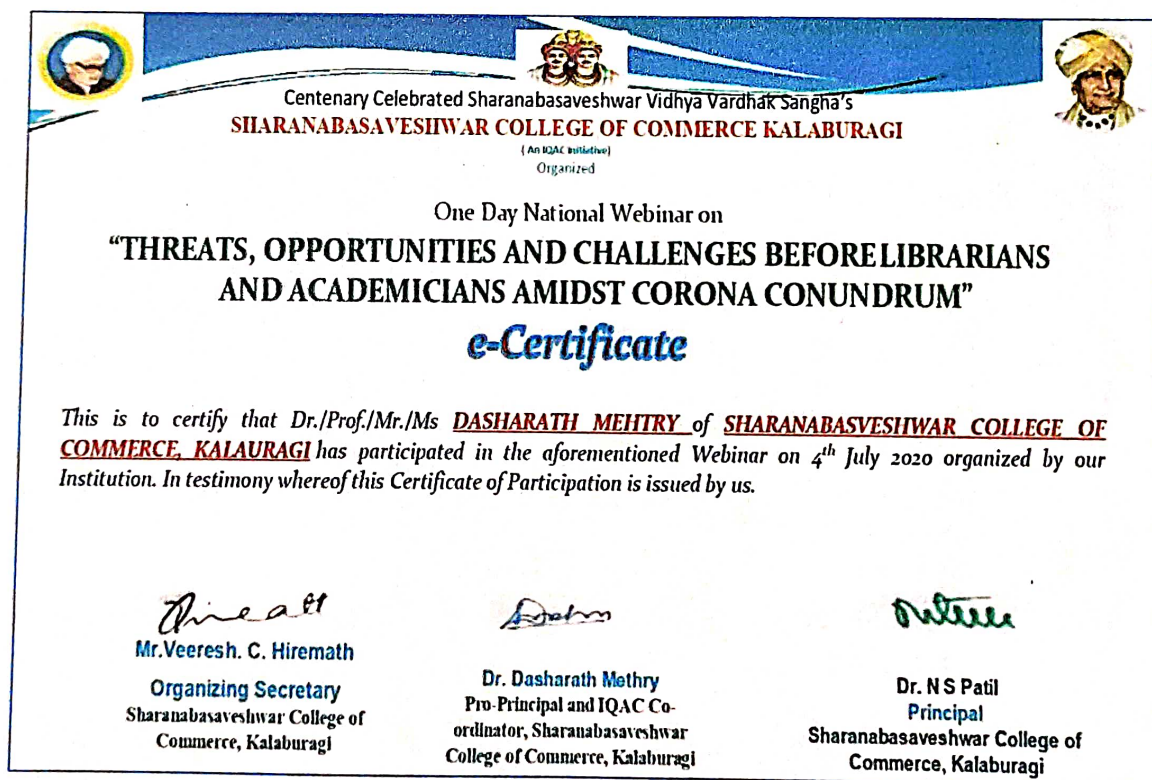 Centenary Celebrated Sharanabasaveshwar Vidhya Vardhak Sangha's
SHARANABASAVESHWAR COLLEGE OF COMMERCE KALABURAGI
( An IQAC Initiative)
Organized
One Day National Webinar on
“THREATS, OPPORTUNITIES AND CHALLENGES BEFORE LIBRARIANS
AND ACADEMICIANS AMIDST CORONA CONUNDRUM”
e-Certificate
This is to certify that Dr./Prof./Mr./Ms DASHARATH MEHTRY of SHARANABASVESHWAR COLLEGE OF
COMMERCE, KALAURAGI has participated in the aforementioned Webinar on 4th July 2020 organized by our
Institution. In testimony whereof this Certificate of Participation is issued by us.
Mr.Veeresh. C. Hiremath
Organizing Secretary
Sharanabasaveshwar College of
Commerce, Kalaburagi
Dr. Dasharath Methry
Pro-Principal and IQAC Co-
ordinator, Sharanabasaveshwar
College of Commerce, Kalaburagi
Dr. N S Patil
Principal
Sharanabasaveshwar College of
Commerce, Kalaburagi